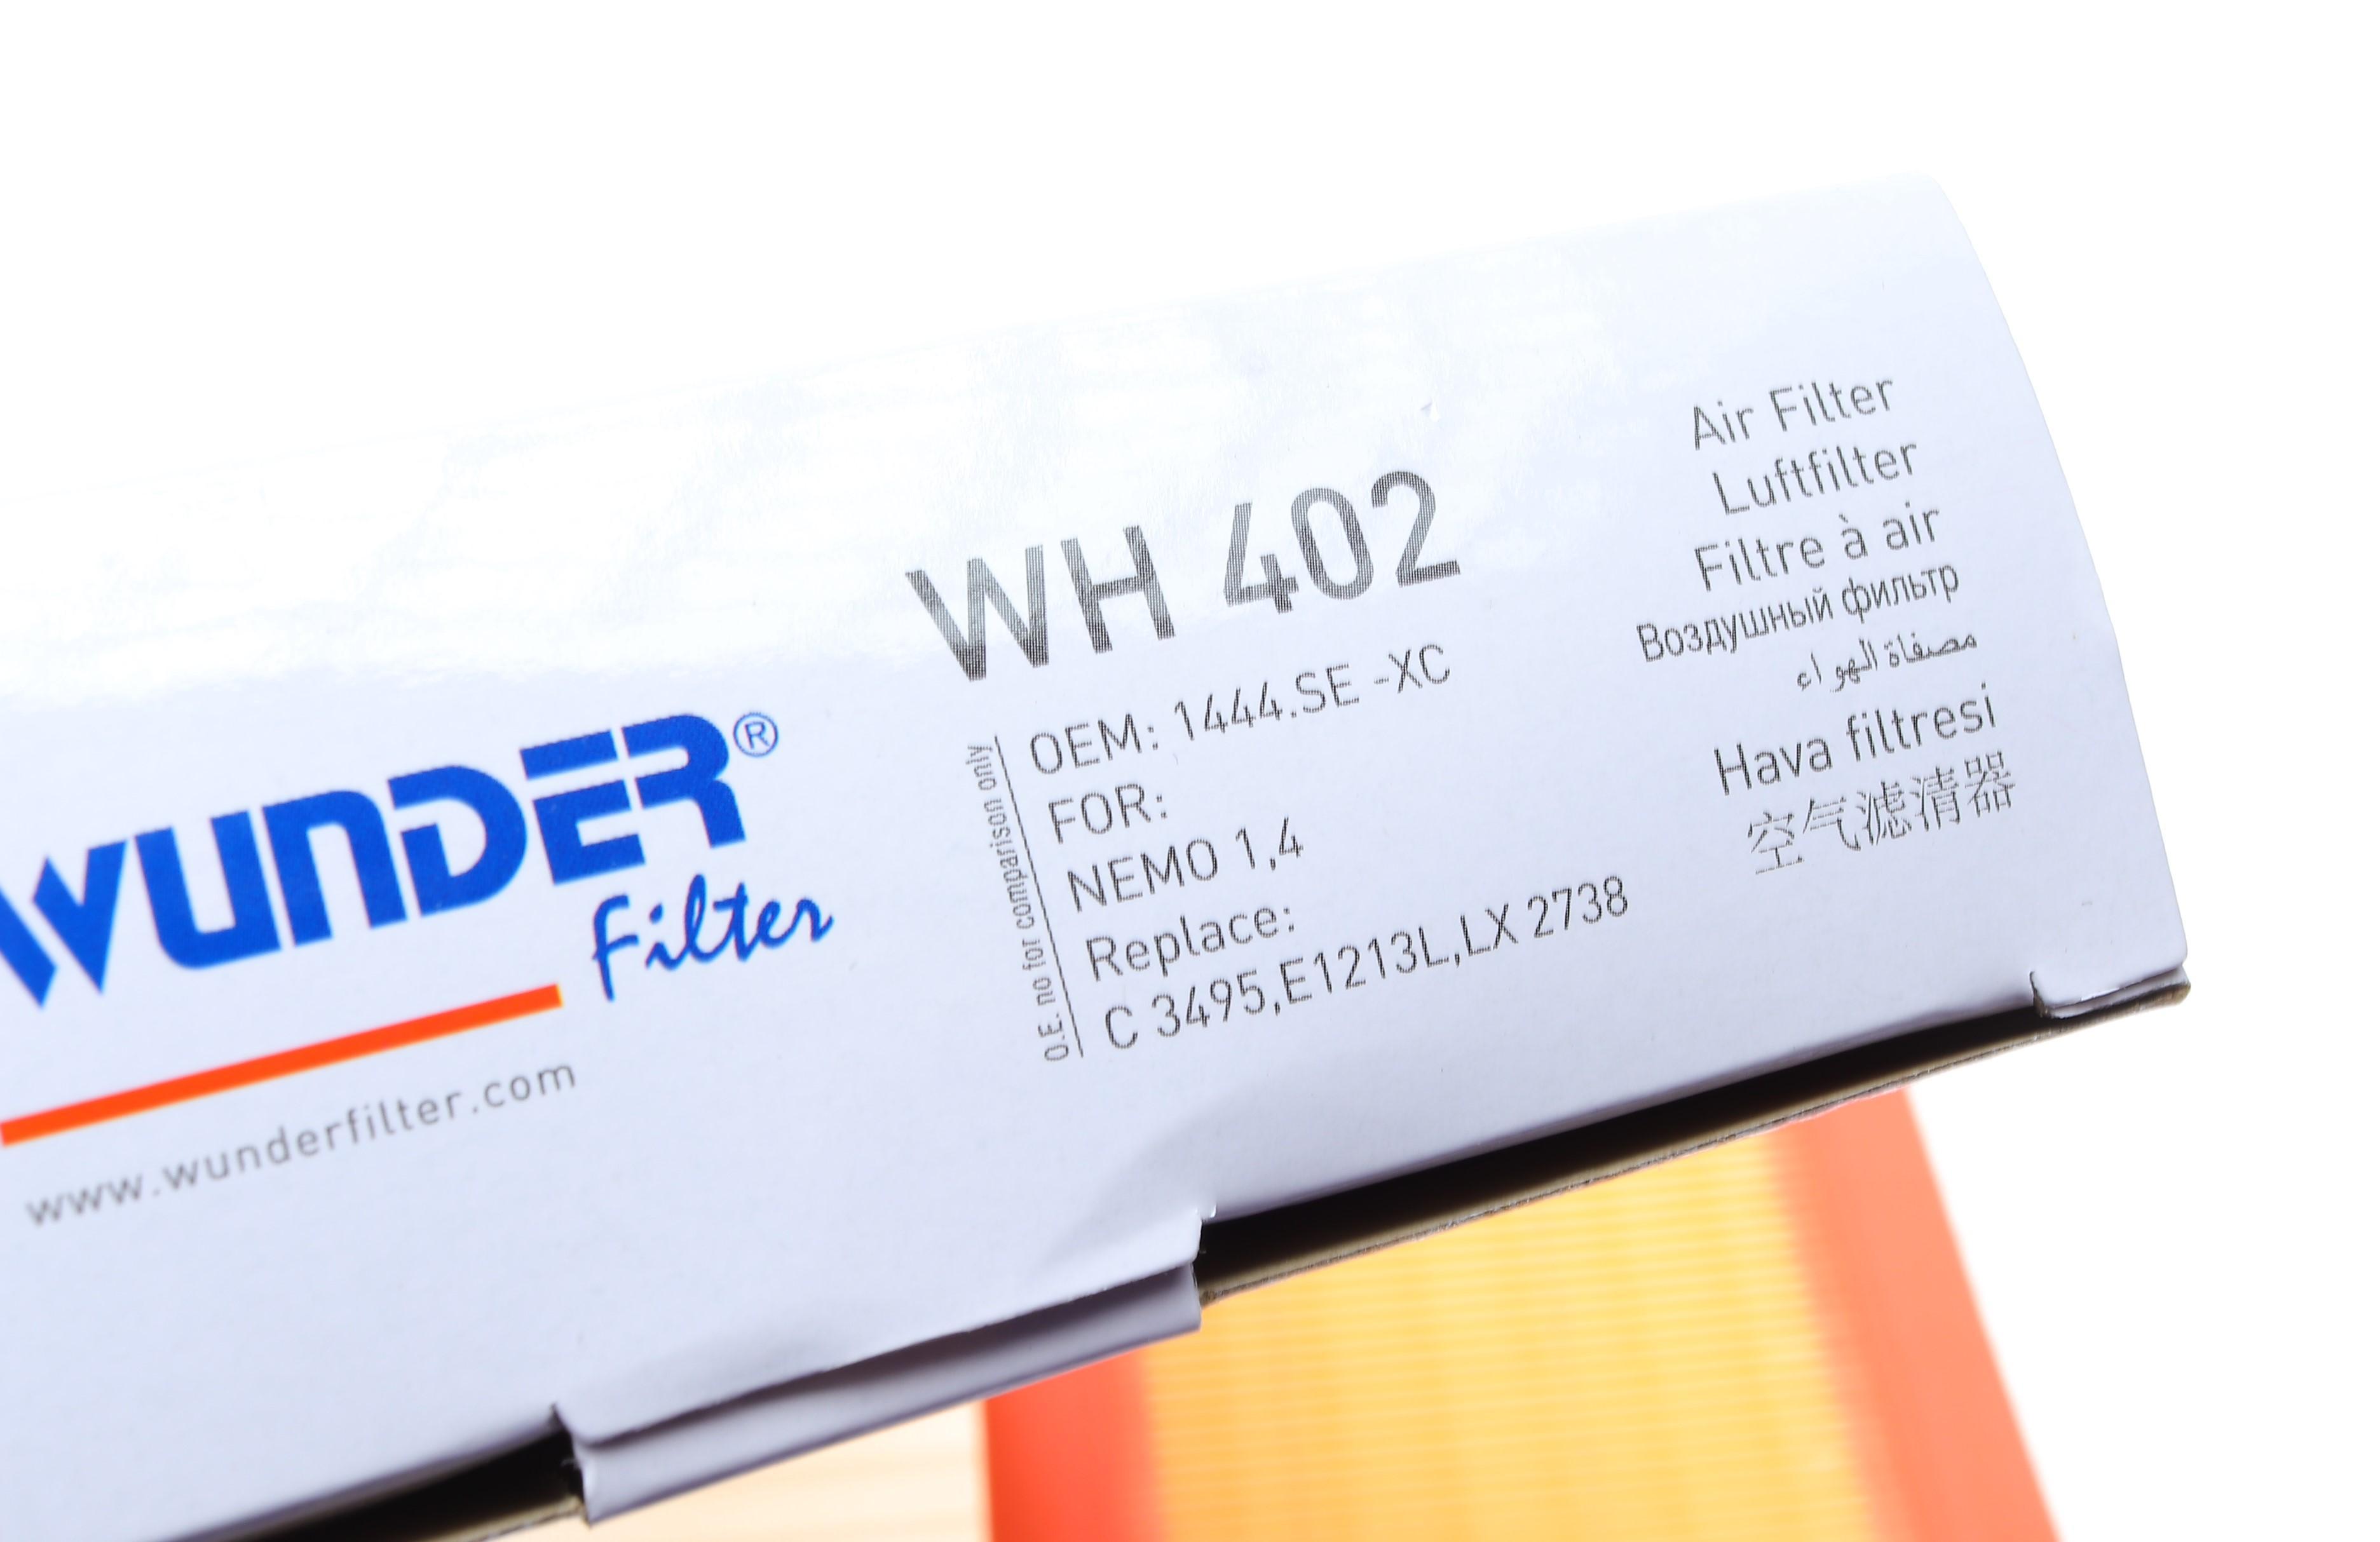 WUNDER®
Filter
www.wunderfilter.com
WH 402
O.E. no for comparison only
OEM: 1444.SE -XC
FOR:
NEMO 1,4
Replace:
C 3495,E1213L,LX 2738
Air Filter
Luftfilter
Filtre à air
Воздушный фильтр
مصفاة الهواء
Hava filtresi
空气滤清器